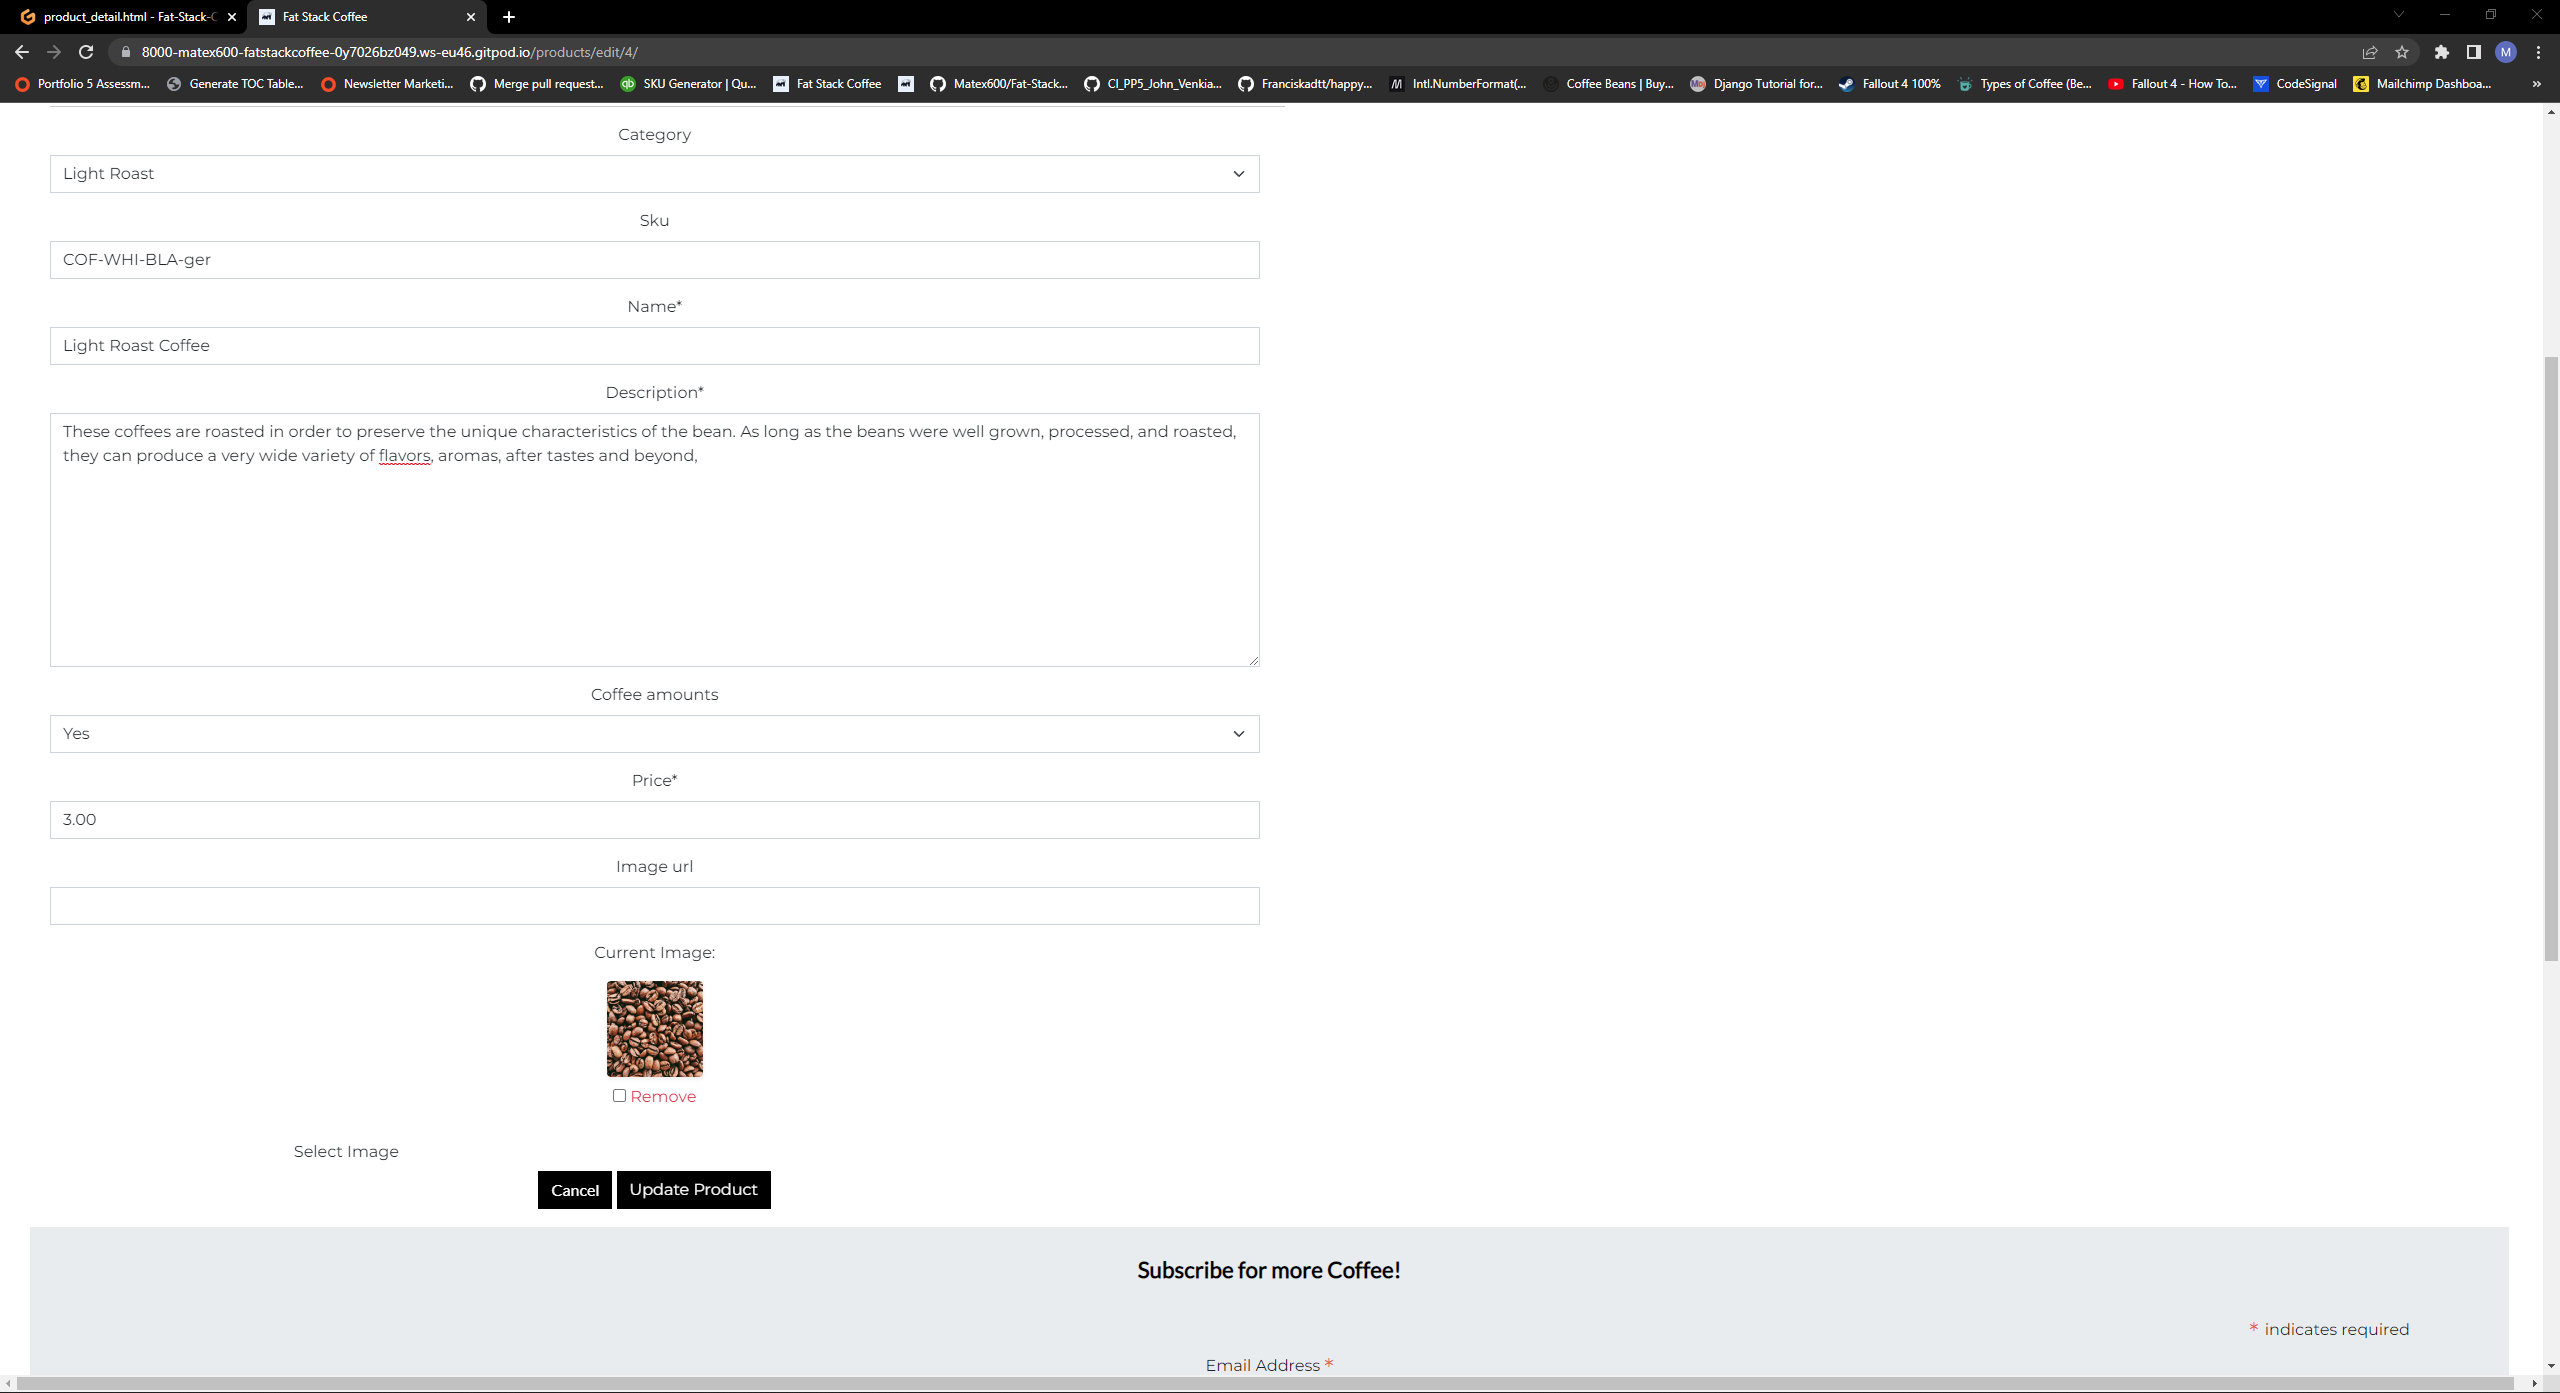 product_detail.html - Fat-Stack-C
Fat Stack Coffee
8000-matex600-fatstackcoffee-0y7026bz049.ws-eu46.gitpod.io/products/edit/4/
M
Portfolio 5 Assessm...
Generate TOC Table...
Newsletter Marketi...
Merge pull request...
qb
SKU Generator | Qu...
Fat Stack Coffee
Matex600/Fat-Stack...
CI_PP5_John_Venkia...
Franciskadtt/happy...
Intl.NumberFormat(...
Coffee Beans | Buy...
Django Tutorial for...
Fallout 4 100%
Types of Coffee (Be...
Fallout 4 - How To...
CodeSignal
Mailchimp Dashboa...
»
Category
Light Roast
Sku
COF-WHI-BLA-ger
Name*
Light Roast Coffee
Description*
These coffees are roasted in order to preserve the unique characteristics of the bean. As long as the beans were well grown, processed, and roasted,
they can produce a very wide variety of flavors, aromas, after tastes and beyond,
Coffee amounts
Yes
Price*
3.00
Image url
Current Image:
Remove
Select Image
Cancel Update Product
Subscribe for more Coffee!
* indicates required
Email Address *